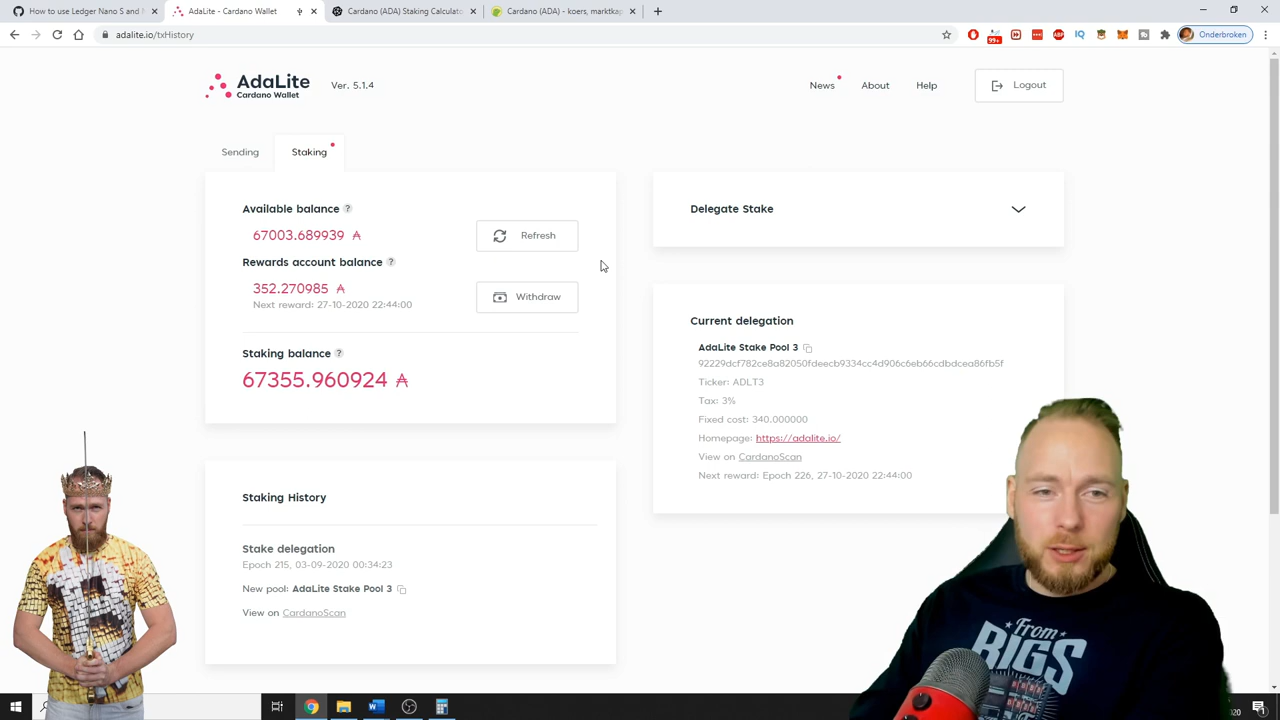 How to use Ledger Nano S and N
AdaLite - Cardano Wallet
Cardano (ADA) Staking Calculato
Cardano (ADA) - koers, marktkap
adalite.io/txHistory
99+
ABP
IQ
Onderbroken
AdaLite
Cardano Wallet
Ver. 5.1.4
News
About
Help
Logout
Sending
Staking
Available balance ?
67003.689939 ₳
Refresh
Rewards account balance ?
352.270985 ₳
Next reward: 27-10-2020 22:44:00
Withdraw
Staking balance ?
67355.960924 ₳
Delegate Stake
Current delegation
AdaLite Stake Pool 3
92229dcf782ce8a82050fdeecb9334cc4d906c6eb66cdbdcea86fb5f
Ticker: ADLT3
Tax: 3%
Fixed cost: 340.000000
Homepage: https://adalite.io/
View on CardanoScan
Next reward: Epoch 226, 27-10-2020 22:44:00
Staking History
Stake delegation
Epoch 215, 03-09-2020 00:34:23
New pool: AdaLite Stake Pool 3
View on CardanoScan
From
RIGS